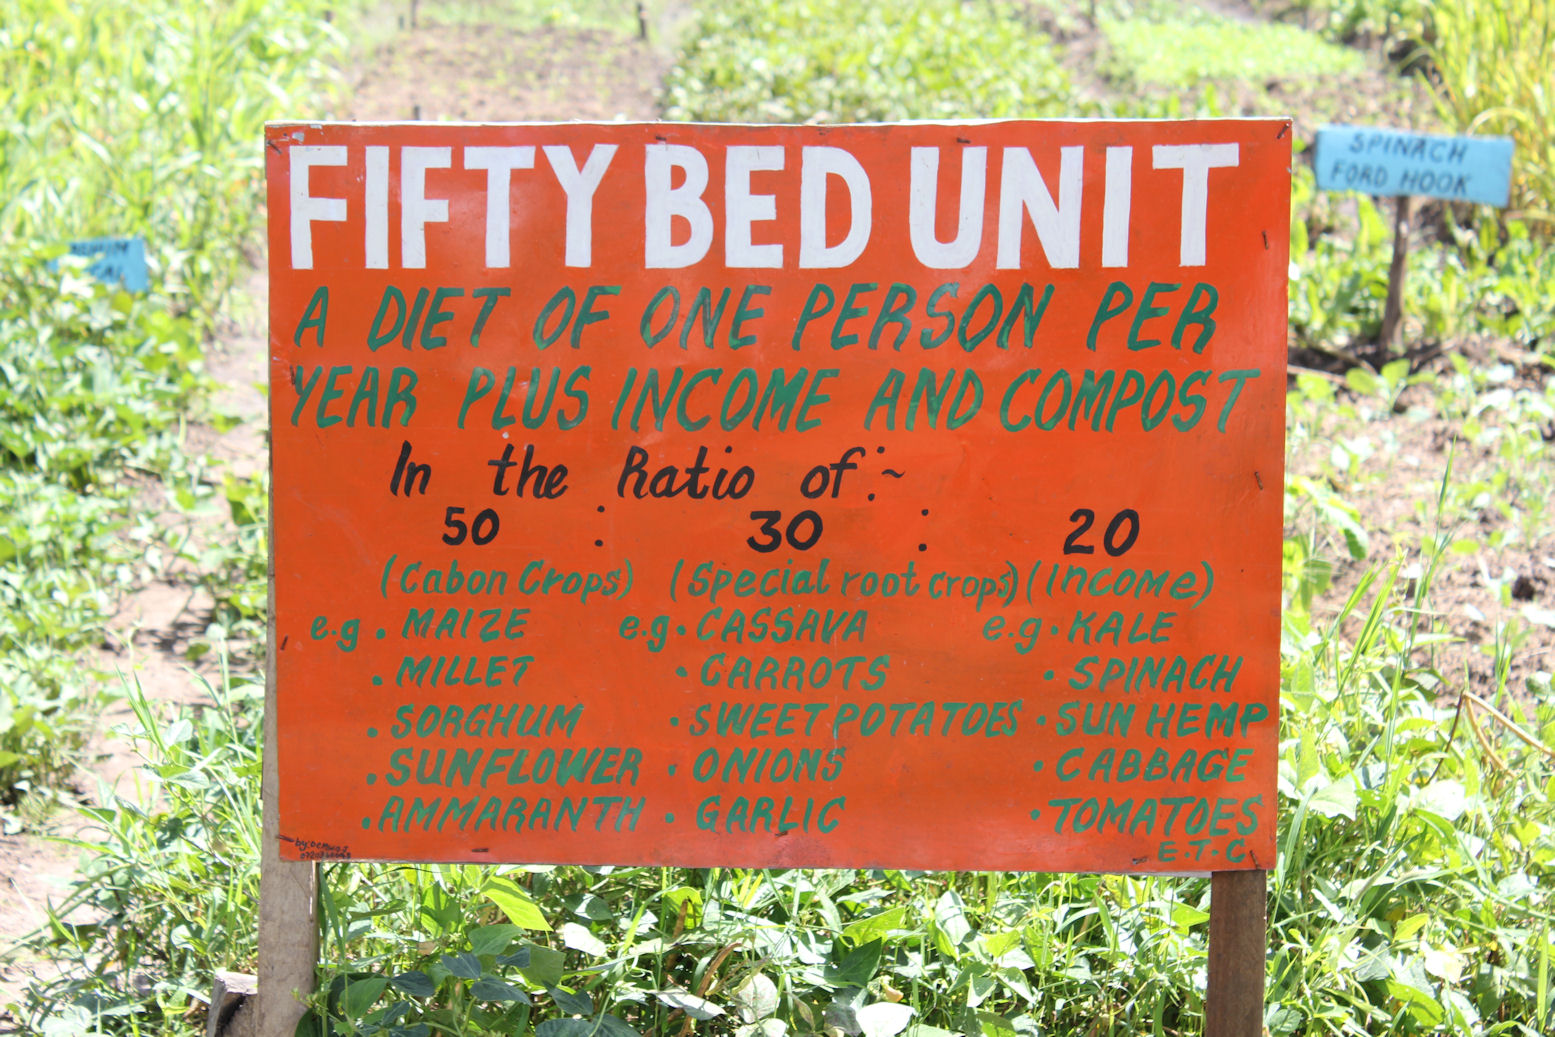 FIFTY BED UNIT
A DIET OF ONE PERSON PER
YEAR PLUS INCOME AND COMPOST
In the Ratio of:~
50 : 30 : 20
(Cabon Crops) (Special root crops) (Income)
e.g. MAIZE e.g. CASSAVA e.g. KALE
. MILLET . CARROTS . SPINACH
. SORGHUM . SWEET POTATOES . SUN HEMP
. SUNFLOWER . ONIONS . CABBAGE
. AMMARANTH . GARLIC . TOMATOES
E.T.C
SPINACH
FORD HOOK